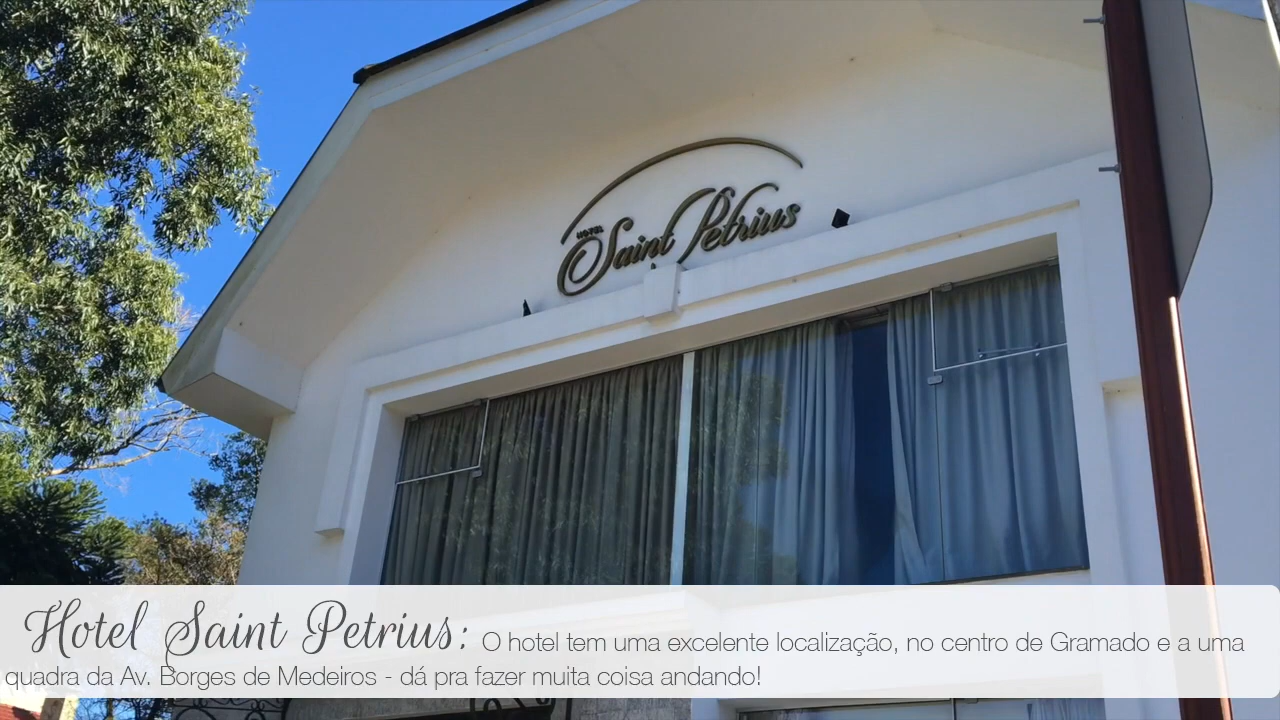 HOTEL
Saint Petrius
Hotel Saint Petrius: O hotel tem uma excelente localização, no centro de Gramado e a uma
quadra da Av. Borges de Medeiros - dá pra fazer muita coisa andando!